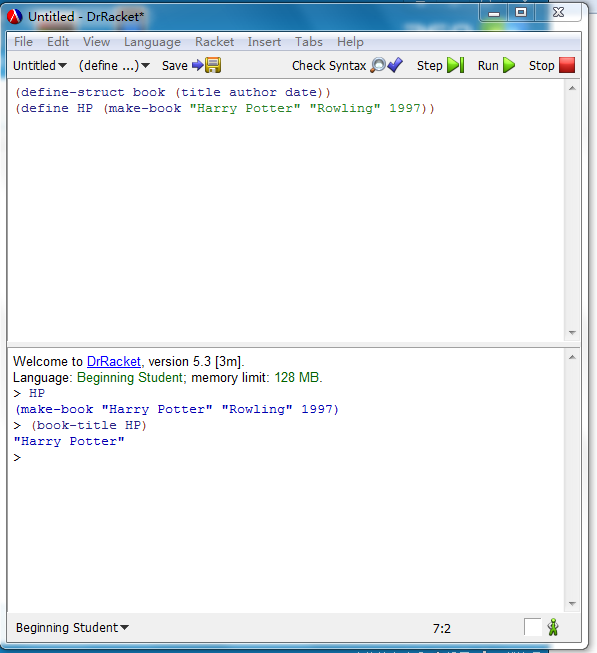 Untitled - DrRacket*
File Edit View Language Racket Insert Tabs Help
Untitled (define ...) Save Check Syntax Step Run Stop
(define-struct book (title author date))
(define HP (make-book "Harry Potter" "Rowling" 1997))
Welcome to DrRacket, version 5.3 [3m].
Language: Beginning Student; memory limit: 128 MB.
> HP
(make-book "Harry Potter" "Rowling" 1997)
> (book-title HP)
"Harry Potter"
>
Beginning Student 7:2